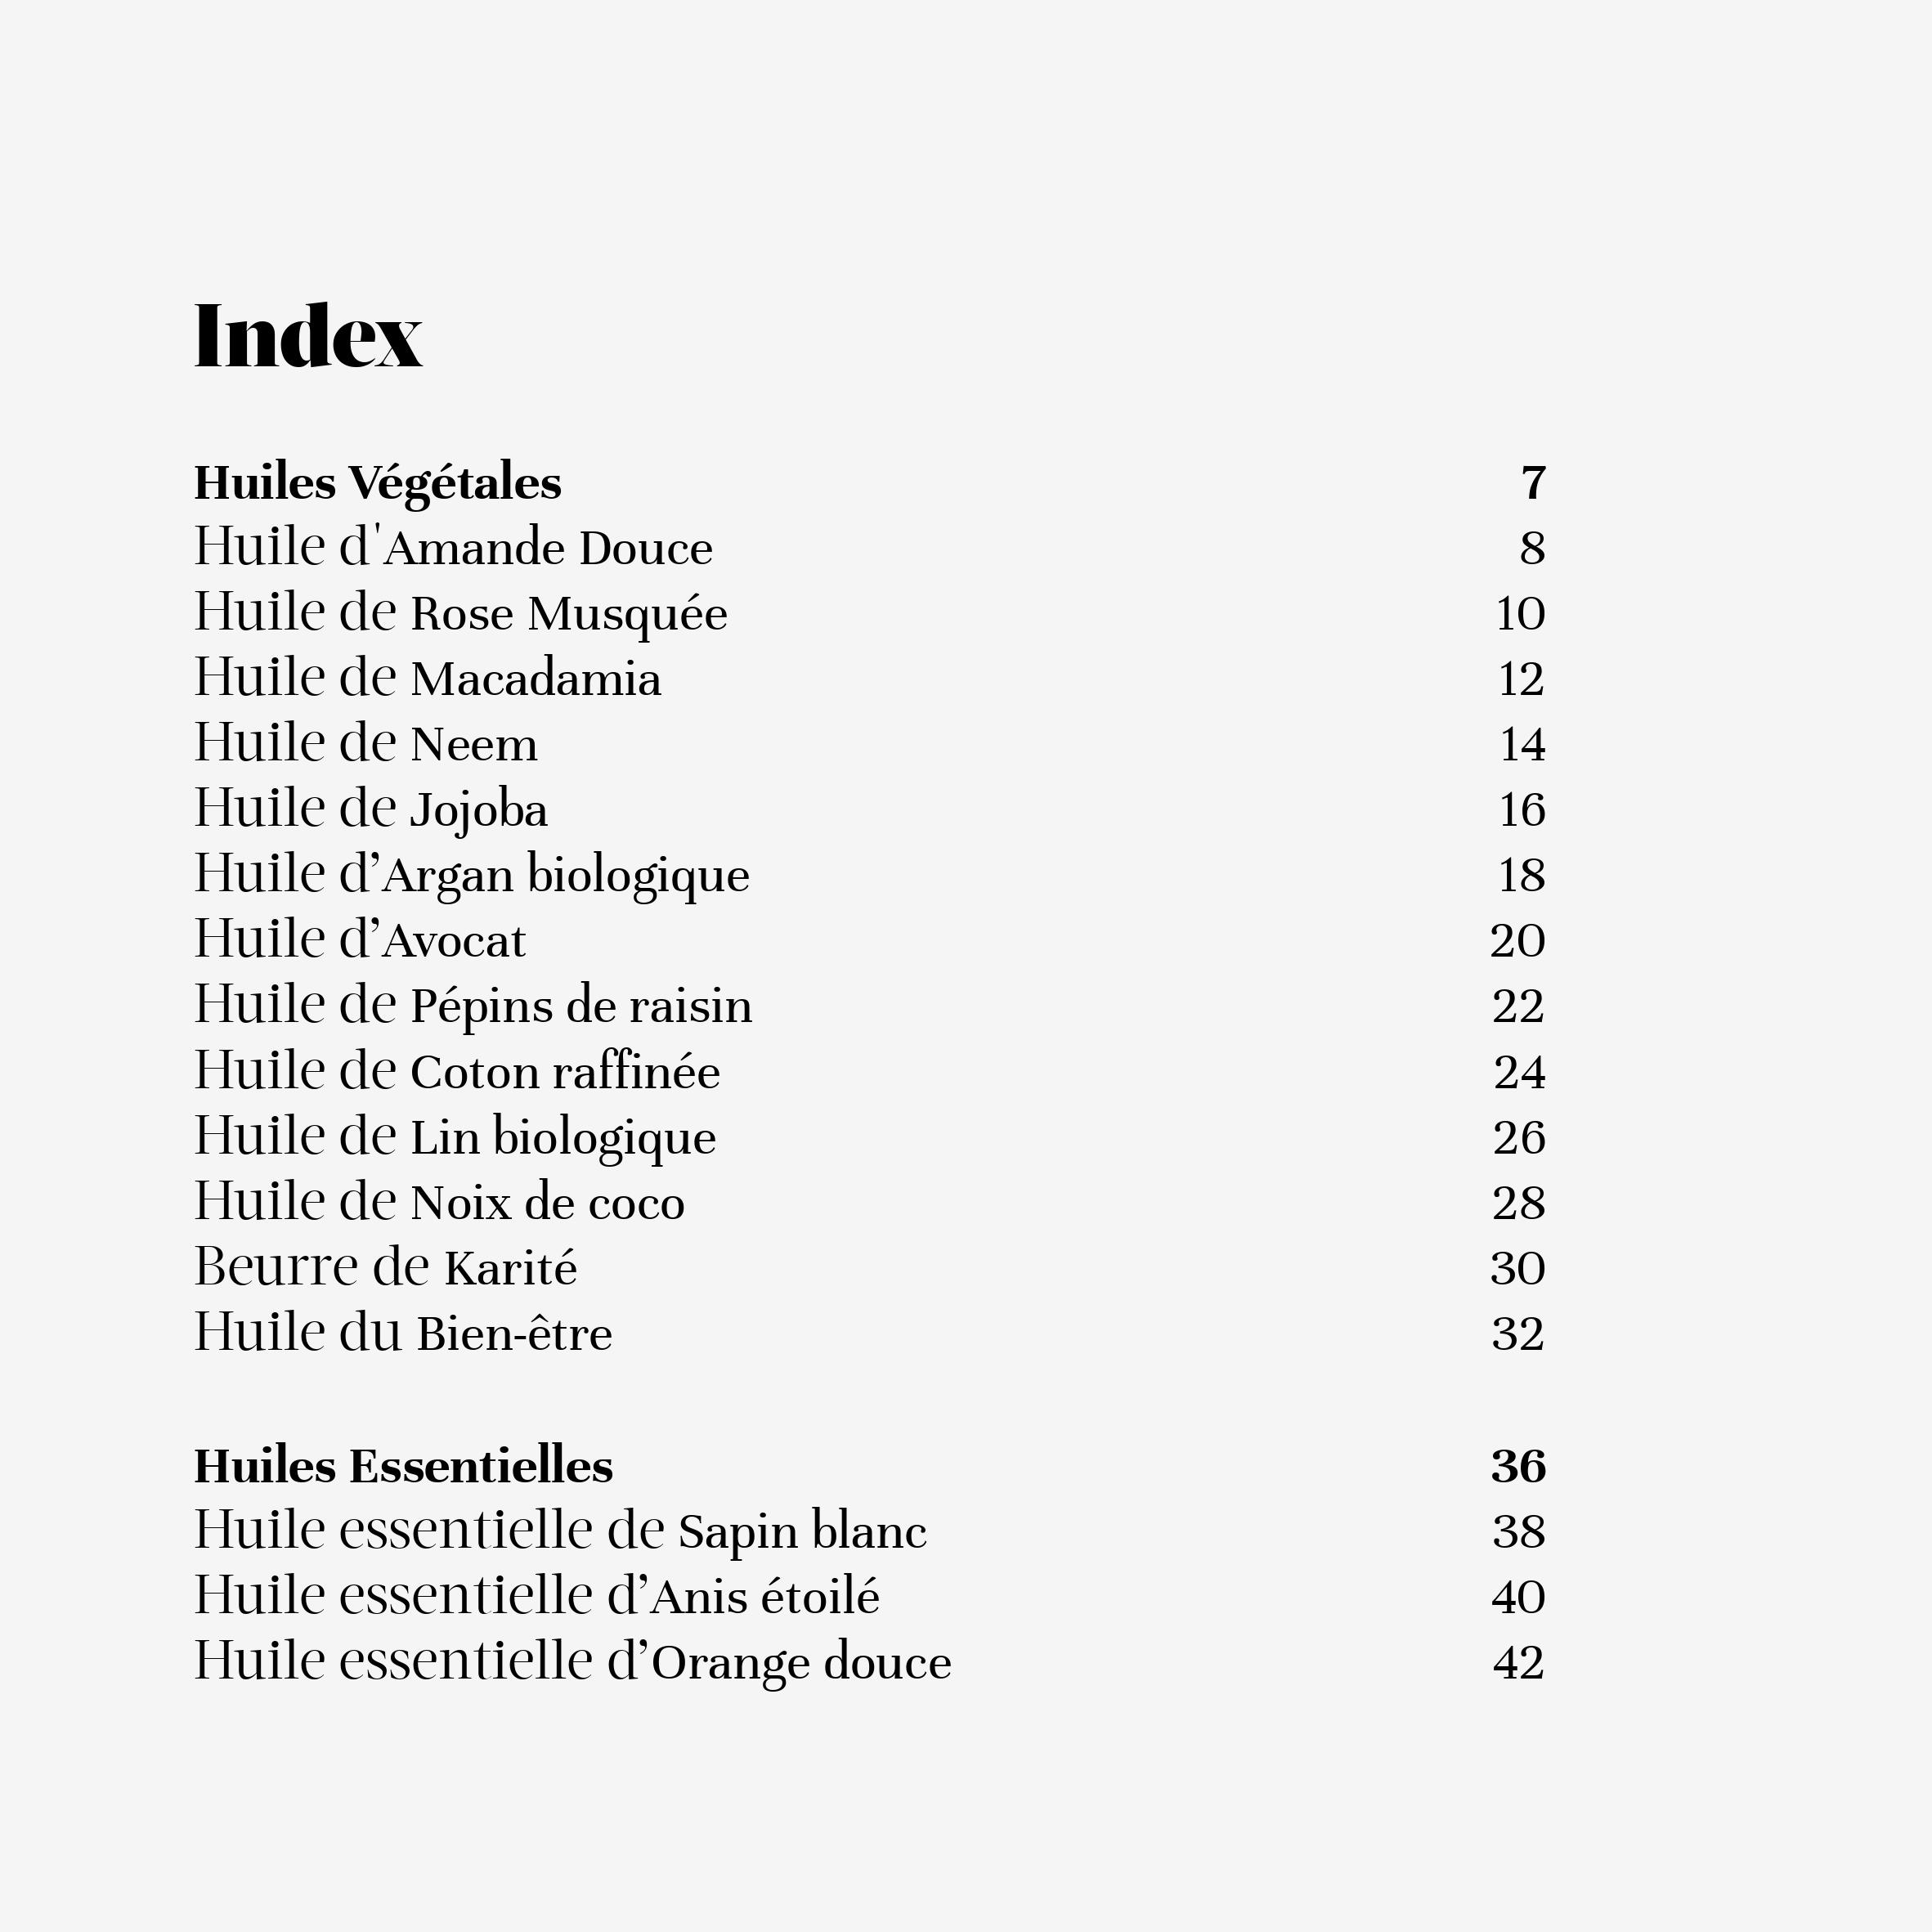 Index
Huiles Végétales 7
Huile d'Amande Douce 8
Huile de Rose Musquée 10
Huile de Macadamia 12
Huile de Neem 14
Huile de Jojoba 16
Huile d’Argan biologique 18
Huile d’Avocat 20
Huile de Pépins de raisin 22
Huile de Coton raffinée 24
Huile de Lin biologique 26
Huile de Noix de coco 28
Beurre de Karité 30
Huile du Bien-être 32
Huiles Essentielles 36
Huile essentielle de Sapin blanc 38
Huile essentielle d’Anis étoilé 40
Huile essentielle d’Orange douce 42